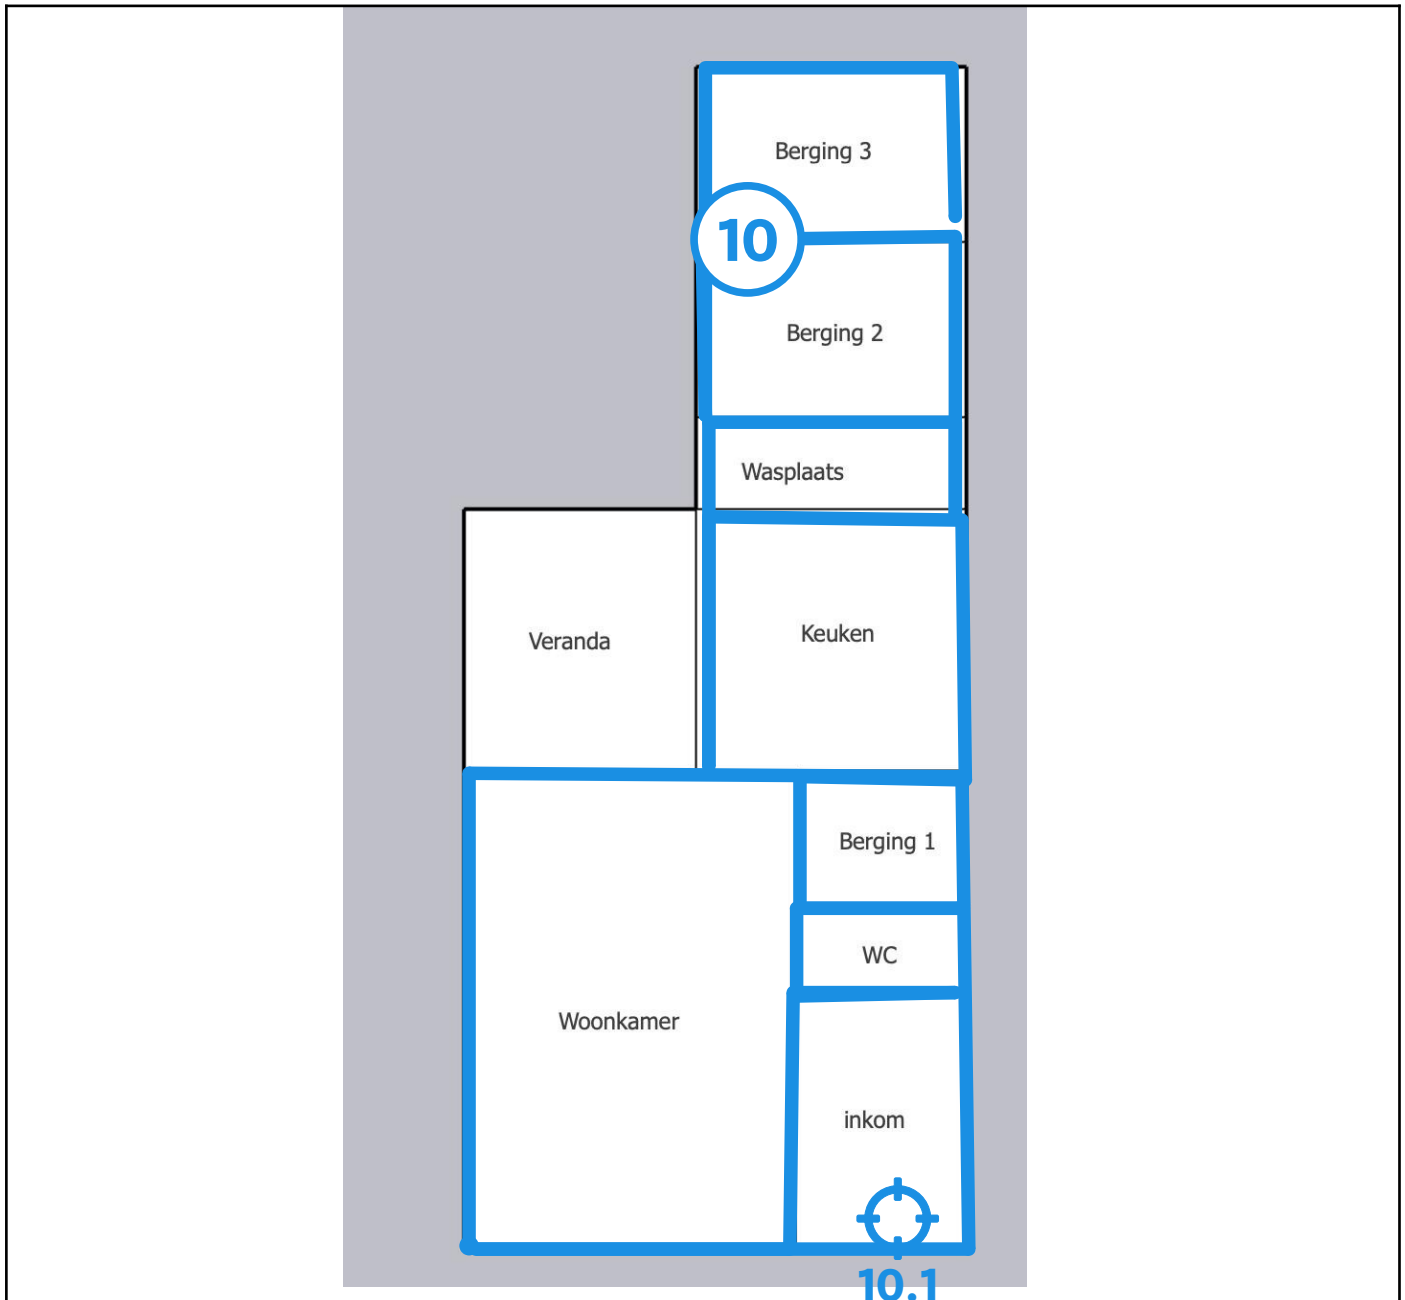 Berging 3
10
Berging 2
Wasplaats
Veranda
Keuken
Berging 1
WC
Woonkamer
inkom
10.1